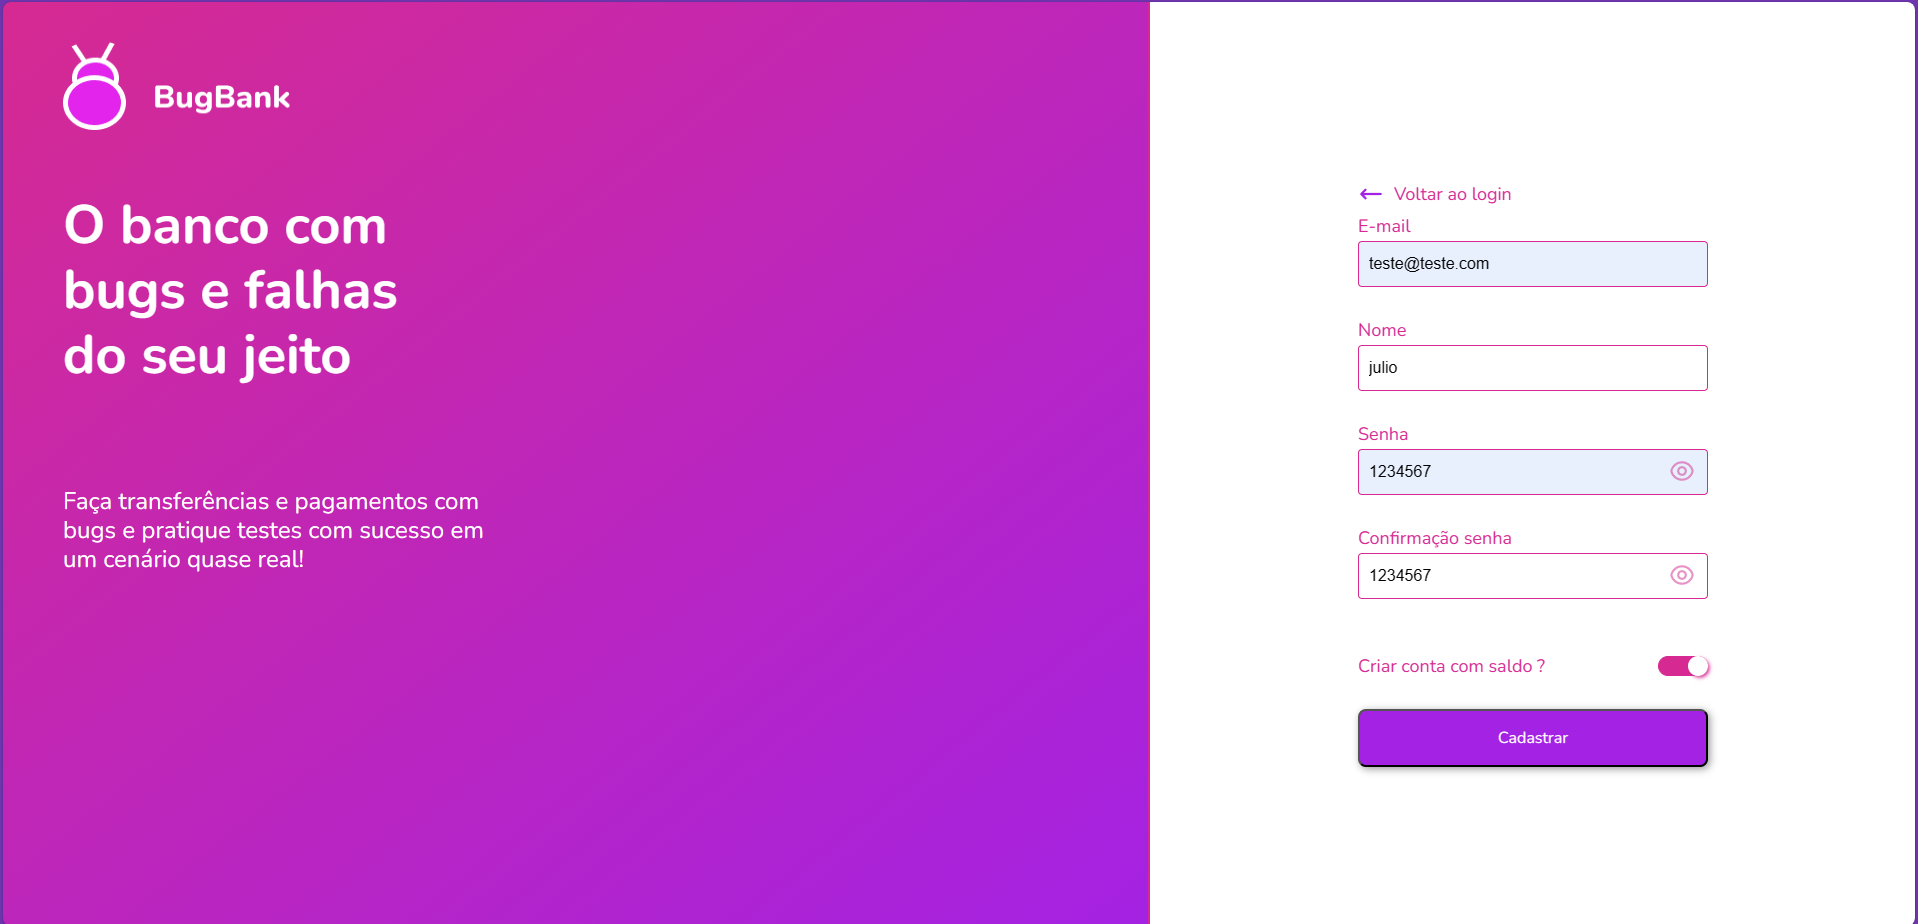 BugBank
O banco com
bugs e falhas
do seu jeito
Faça transferências e pagamentos com
bugs e pratique testes com sucesso em
um cenário quase real!
Voltar ao login
E-mail
teste@teste.com
Nome
julio
Senha
1234567
Confirmação senha
1234567
Criar conta com saldo ?
Cadastrar